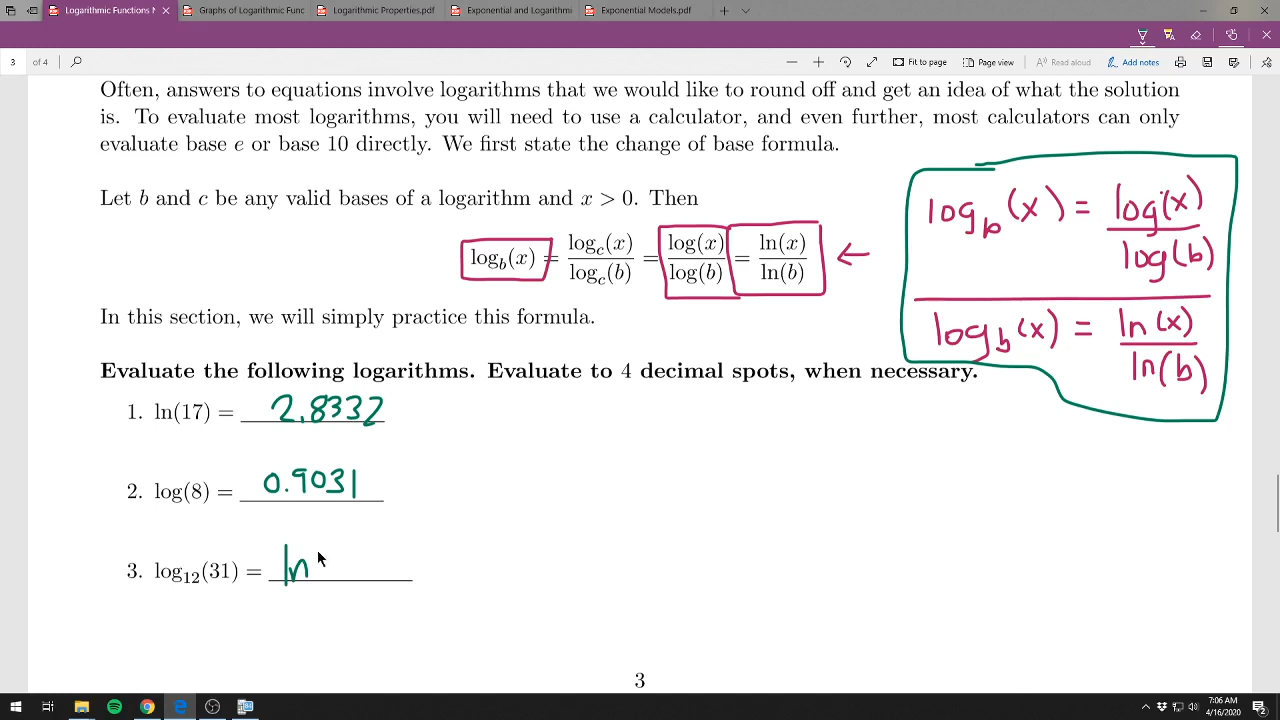 Logarithmic Functions N
Graphs of Logarithmic Func
Logarithmic Properties.pdf
Exponential and Logarithmi
Exponential Models.pdf
3 of 4
Fit to page
Page view
Read aloud
Add notes
Often, answers to equations involve logarithms that we would like to round off and get an idea of what the solution
is. To evaluate most logarithms, you will need to use a calculator, and even further, most calculators can only
evaluate base e or base 10 directly. We first state the change of base formula.
Let b and c be any valid bases of a logarithm and x > 0. Then
log_b(x) = log_c(x)/log_c(b) = log(x)/log(b) = ln(x)/ln(b) ←
log_b(x) = log(x)/log(b)
log_b(x) = ln(x)/ln(b)
In this section, we will simply practice this formula.
Evaluate the following logarithms. Evaluate to 4 decimal spots, when necessary.
1. ln(17) = 2.8332
2. log(8) = 0.9031
3. log₁₂(31) = ln
3
7:06 AM
4/16/2020